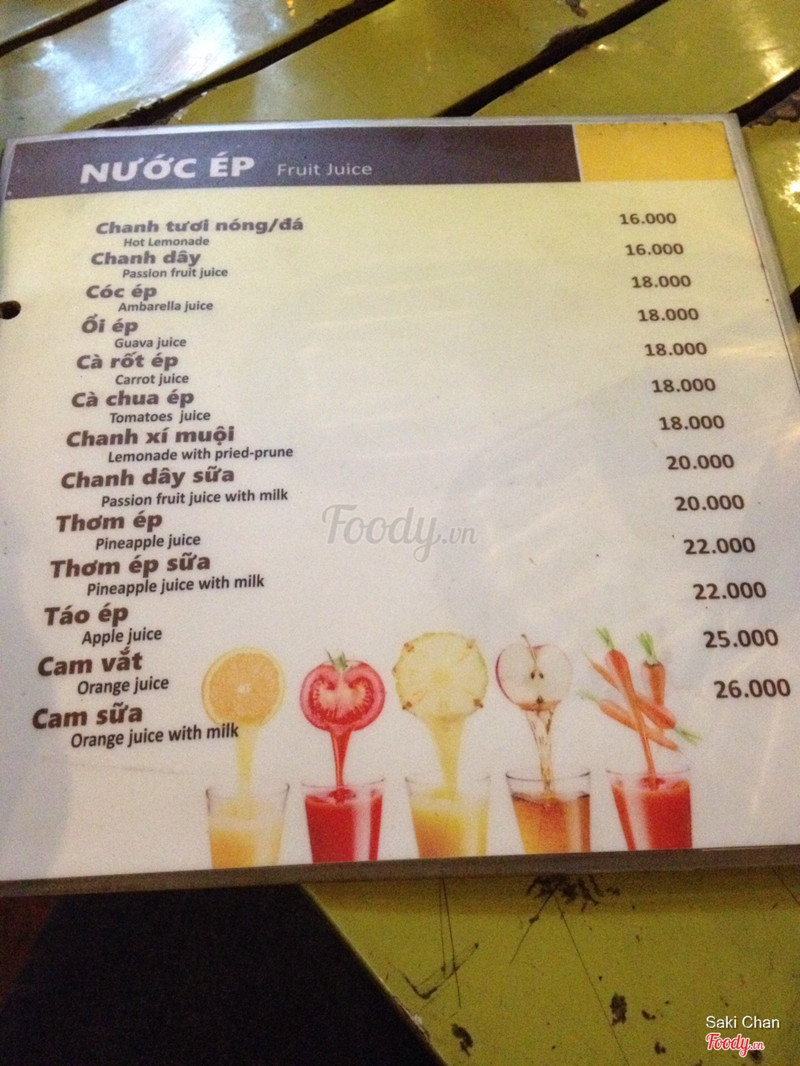 NƯỚC ÉP Fruit Juice
Chanh tươi nóng/đá 16.000
Hot Lemonade
Chanh dây 16.000
Passion fruit juice
Cóc ép 18.000
Ambarella juice
Ổi ép 18.000
Guava juice
Cà rốt ép 18.000
Carrot juice
Cà chua ép 18.000
Tomatoes juice
Chanh xí muội 18.000
Lemonade with pried-prune
Chanh dây sữa 20.000
Passion fruit juice with milk
Thơm ép 20.000
Pineapple juice
Thơm ép sữa 22.000
Pineapple juice with milk
Táo ép 22.000
Apple juice
Cam vắt 25.000
Orange juice
Cam sữa 26.000
Orange juice with milk
Foody.vn
Saki Chan
Foody.vn